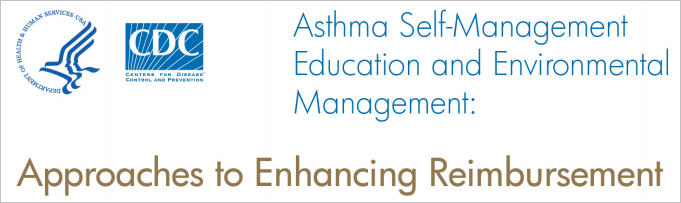 DEPARTMENT OF HEALTH & HUMAN SERVICES • USA
CDC
CENTERS FOR DISEASE
CONTROL AND PREVENTION
Asthma Self-Management
Education and Environmental
Management:
Approaches to Enhancing Reimbursement